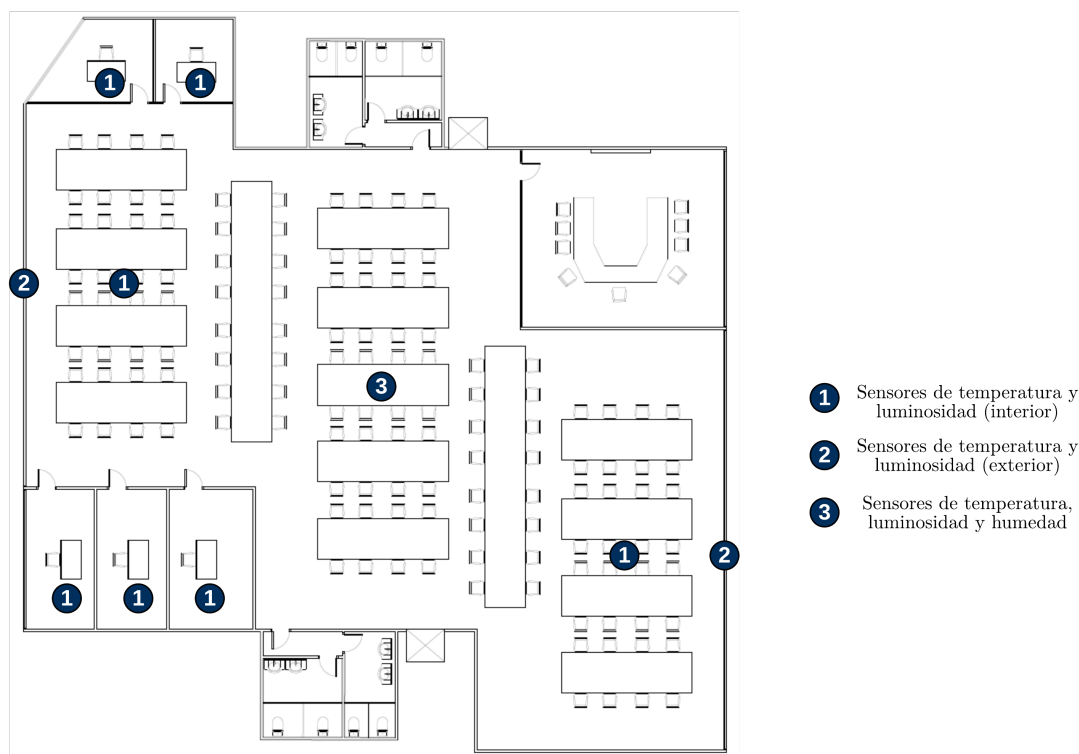 1
1
2
1
3
1
2
1
1
1
1 Sensores de temperatura y
luminosidad (interior)
2 Sensores de temperatura y
luminosidad (exterior)
3 Sensores de temperatura,
luminosidad y humedad